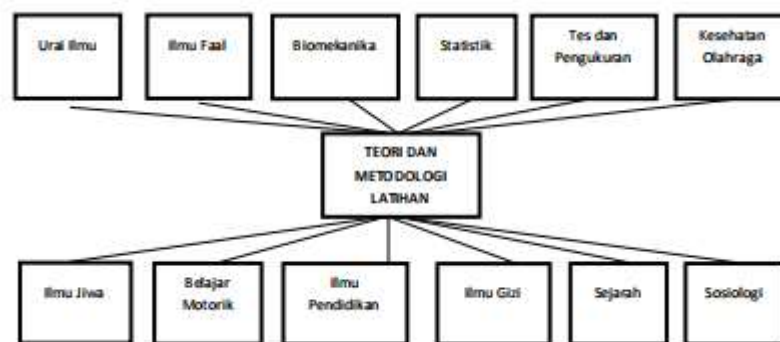 Urai Ilmu
Ilmu Faal
Biomekanika
Statistik
Tes dan
Pengukuran
Kesehatan
Olahraga
TEORI DAN
METODOLOGI
LATIHAN
Ilmu Jiwa
Belajar
Motorik
Ilmu
Pendidikan
Ilmu Gizi
Sejarah
Sosiologi